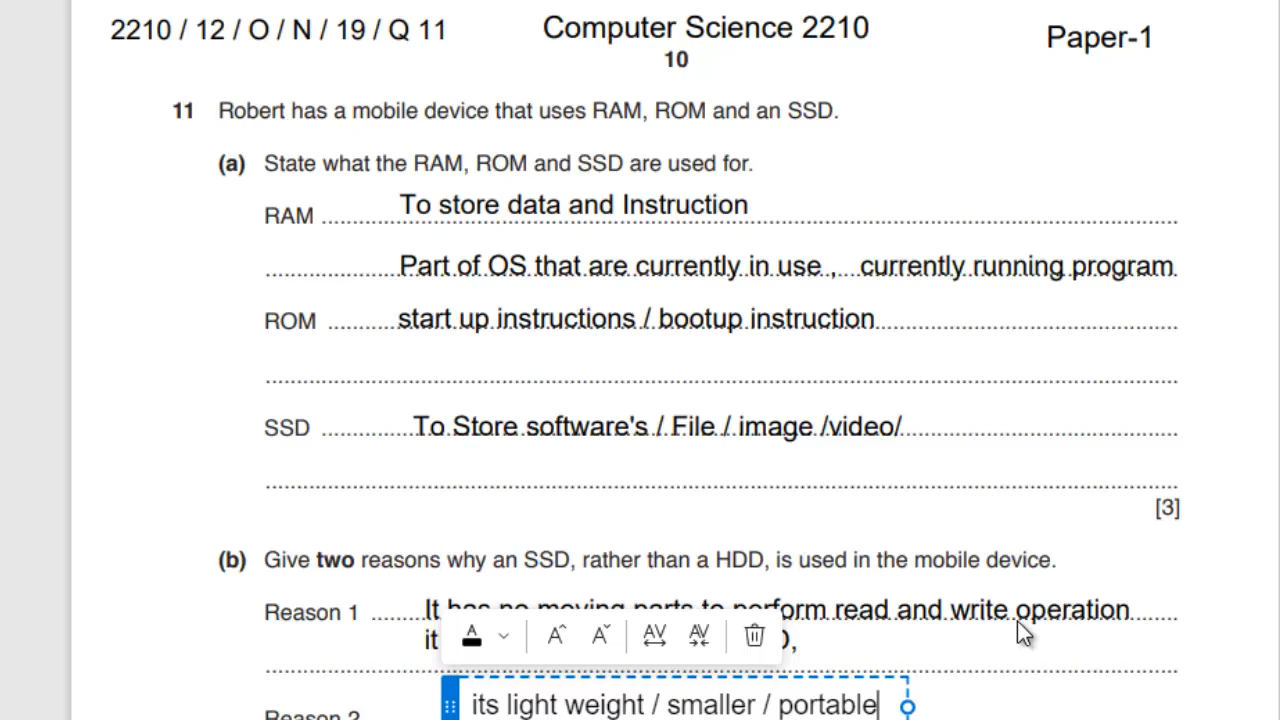 2210 / 12 / O / N / 19 / Q 11 Computer Science 2210 Paper-1
10
11 Robert has a mobile device that uses RAM, ROM and an SSD.
(a) State what the RAM, ROM and SSD are used for.
RAM To store data and Instruction
Part of OS that are currently in use , currently running program
ROM start up instructions / bootup instruction
SSD To Store software's / File / image /video/
[3]
(b) Give two reasons why an SSD, rather than a HDD, is used in the mobile device.
Reason 1 It has no moving parts to perform read and write operation
it
its light weight / smaller / portable
Reason 2